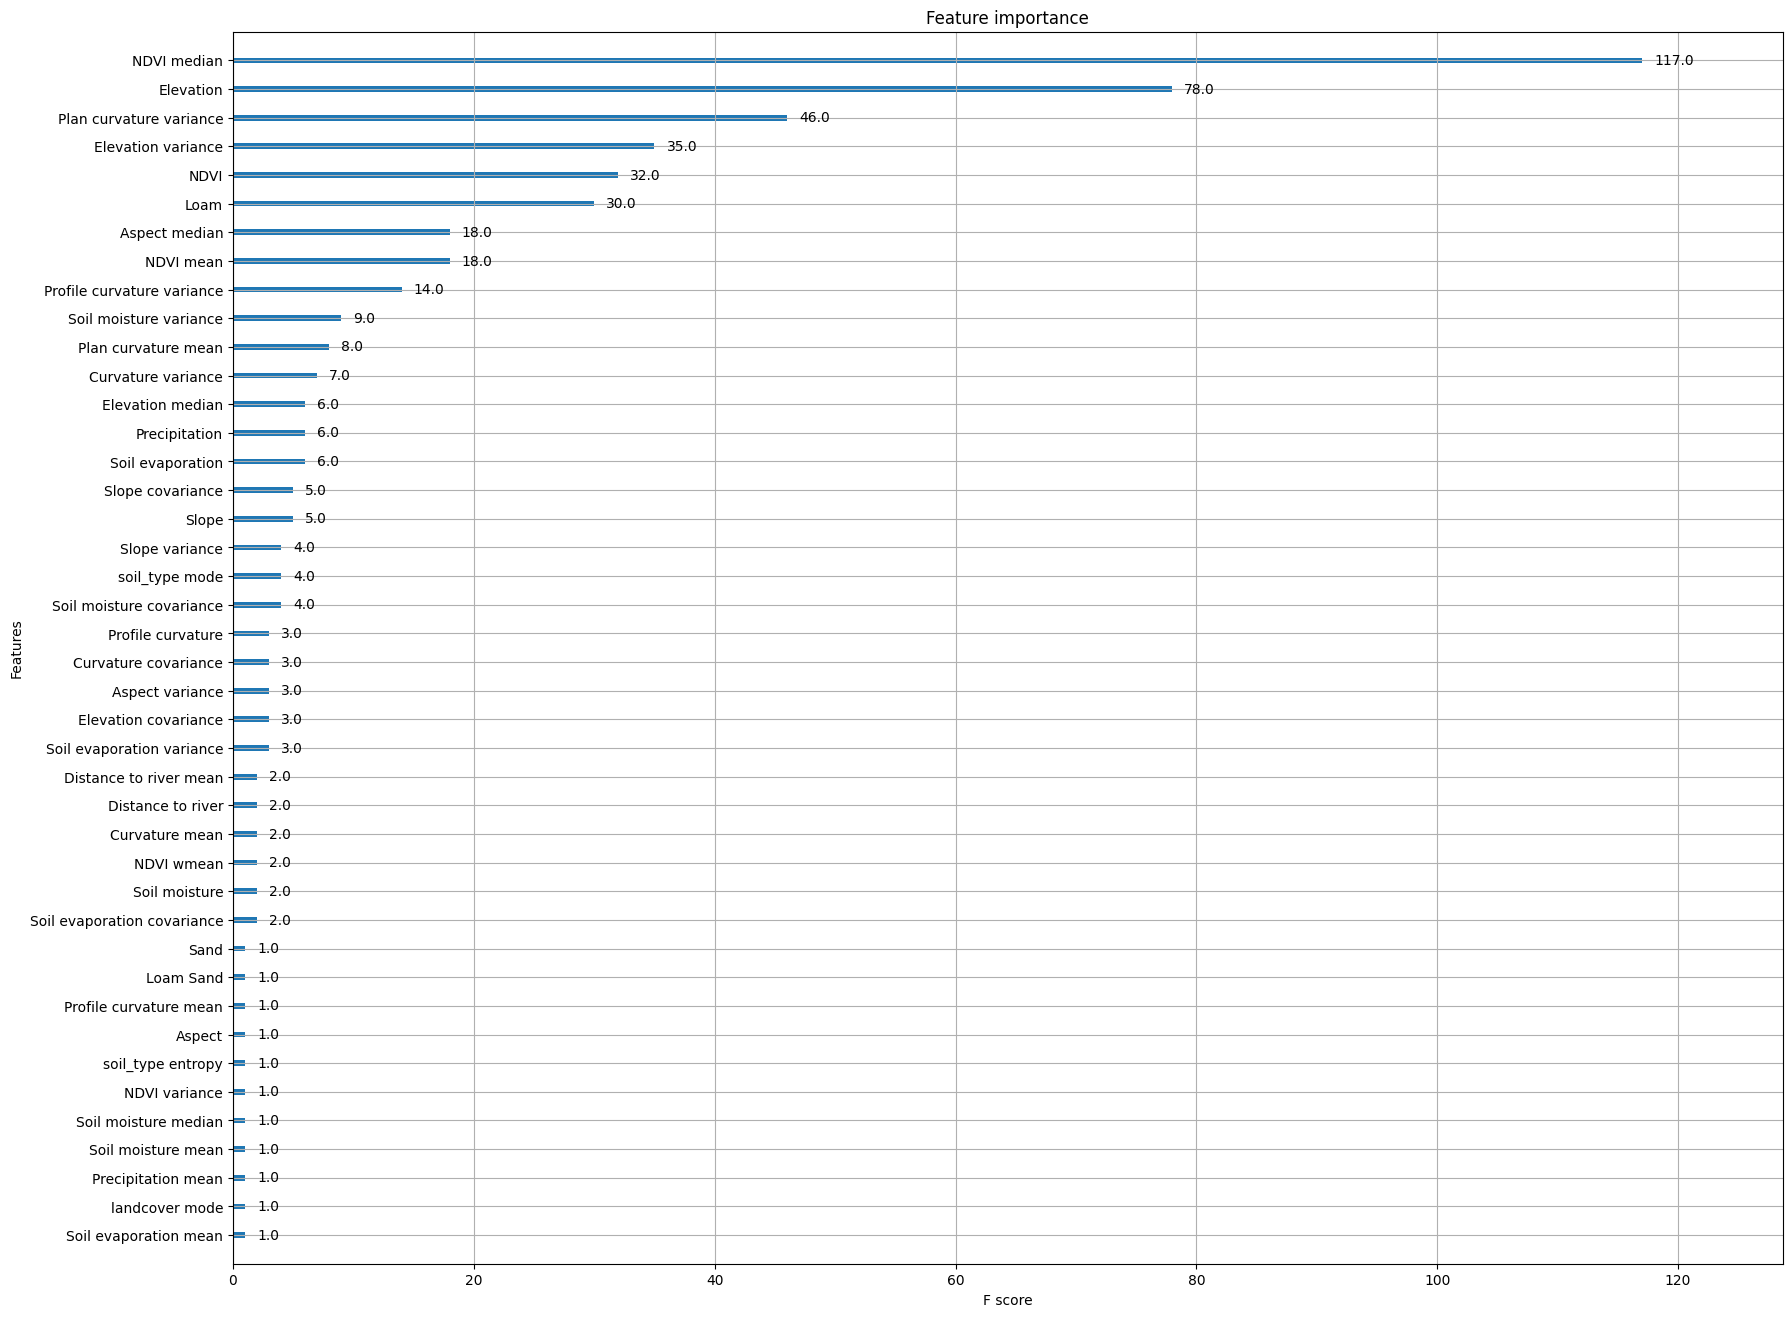 Feature importance
NDVI median 117.0
Elevation 78.0
Plan curvature variance 46.0
Elevation variance 35.0
NDVI 32.0
Loam 30.0
Aspect median 18.0
NDVI mean 18.0
Profile curvature variance 14.0
Soil moisture variance 9.0
Plan curvature mean 8.0
Curvature variance 7.0
Elevation median 6.0
Precipitation 6.0
Soil evaporation 6.0
Slope covariance 5.0
Slope 5.0
Slope variance 4.0
soil_type mode 4.0
Soil moisture covariance 4.0
Profile curvature 3.0
Curvature covariance 3.0
Aspect variance 3.0
Elevation covariance 3.0
Soil evaporation variance 3.0
Distance to river mean 2.0
Distance to river 2.0
Curvature mean 2.0
NDVI wmean 2.0
Soil moisture 2.0
Soil evaporation covariance 2.0
Sand 1.0
Loam Sand 1.0
Profile curvature mean 1.0
Aspect 1.0
soil_type entropy 1.0
NDVI variance 1.0
Soil moisture median 1.0
Soil moisture mean 1.0
Precipitation mean 1.0
landcover mode 1.0
Soil evaporation mean 1.0
Features
0 20 40 60 80 100 120
F score